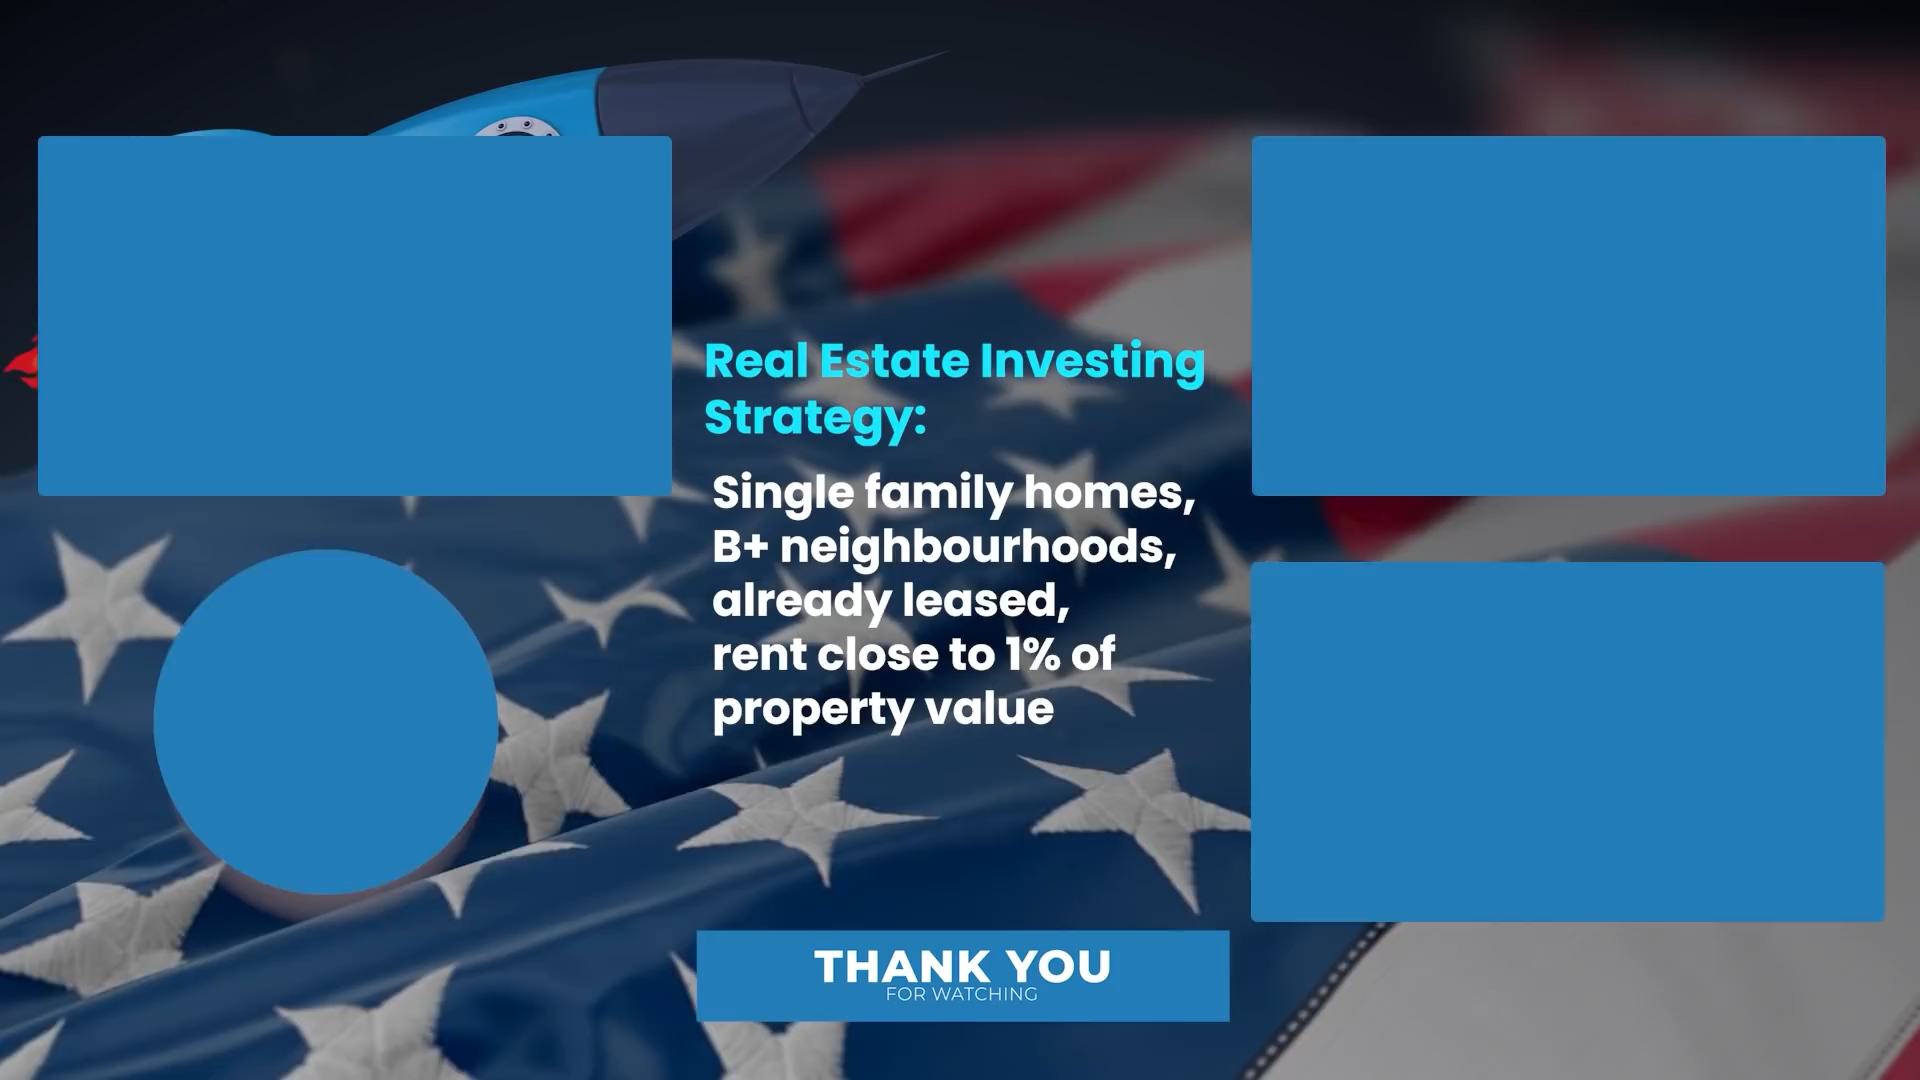 Real Estate Investing
Strategy:
Single family homes,
B+ neighbourhoods,
already leased,
rent close to 1% of
property value
THANK YOU
FOR WATCHING